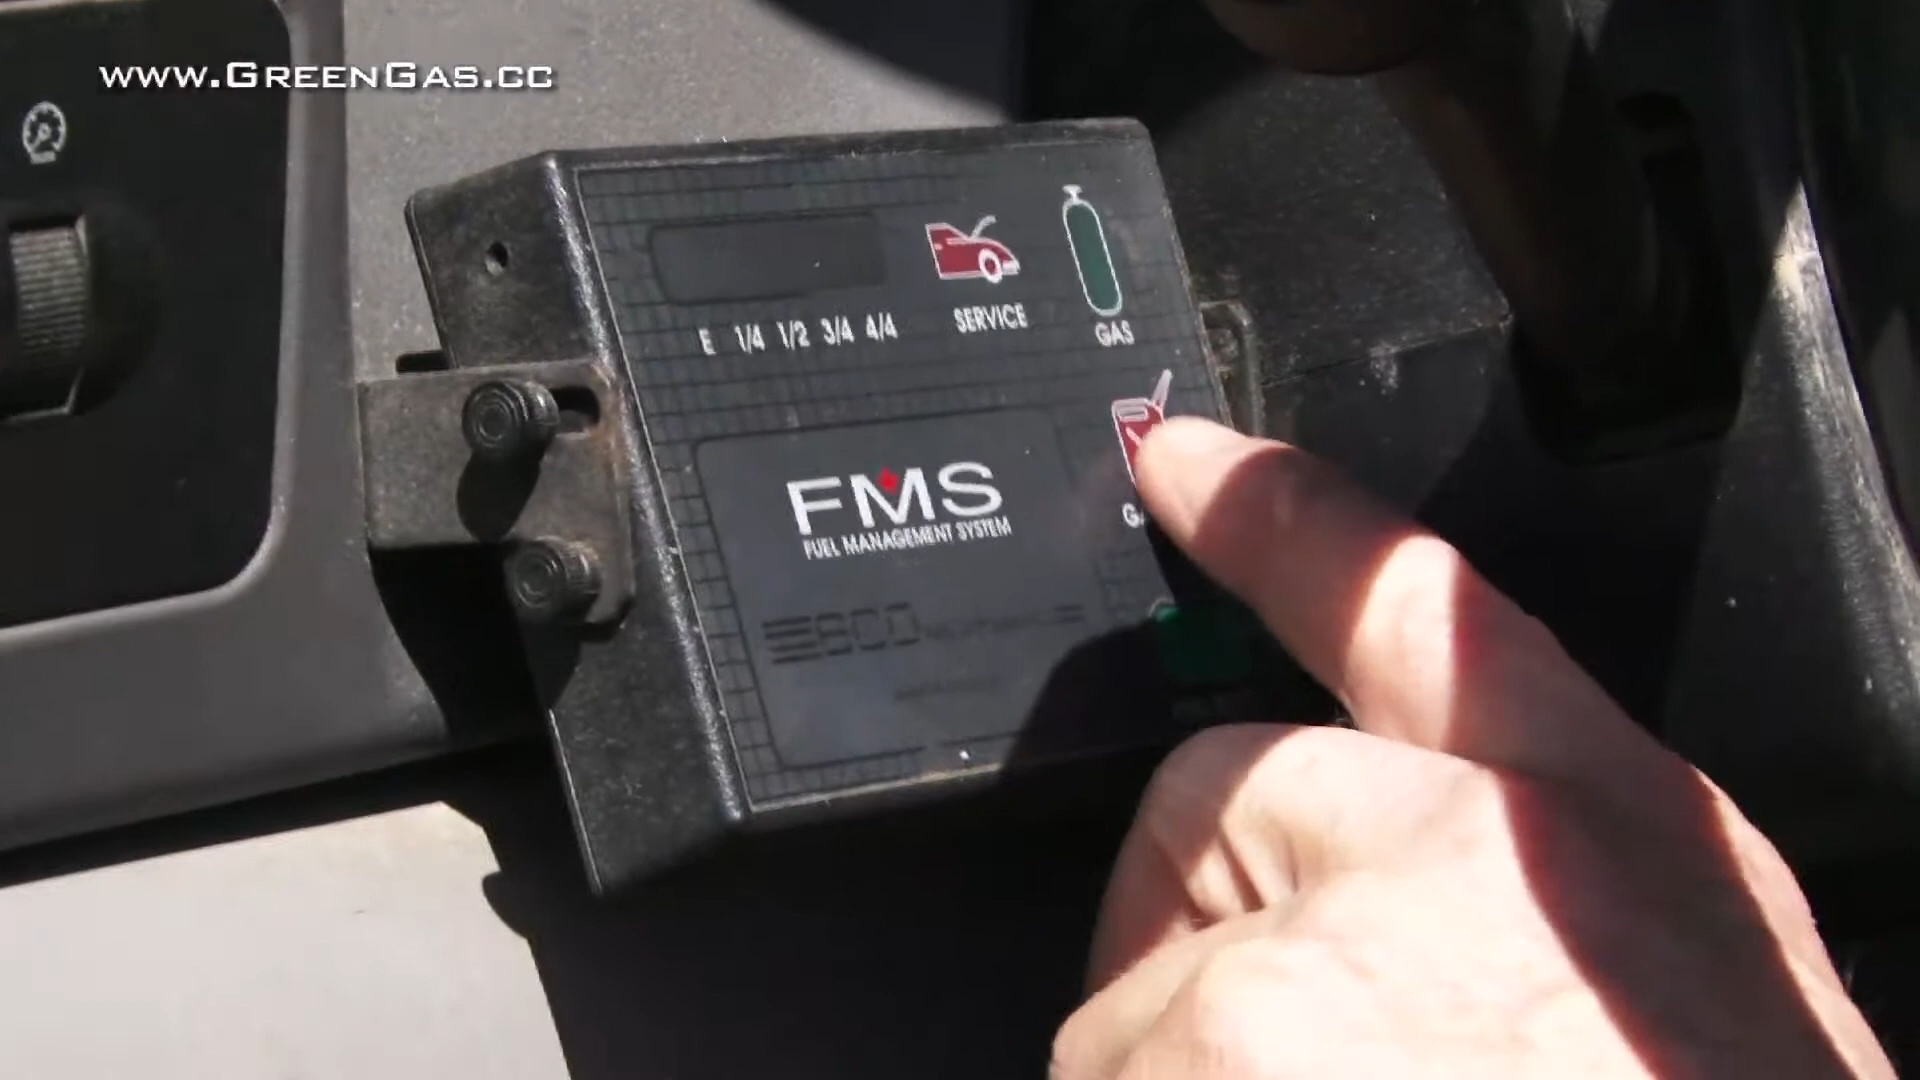 www.GreenGas.cc
E 1/4 1/2 3/4 4/4
SERVICE
GAS
FMS
FUEL MANAGEMENT SYSTEM